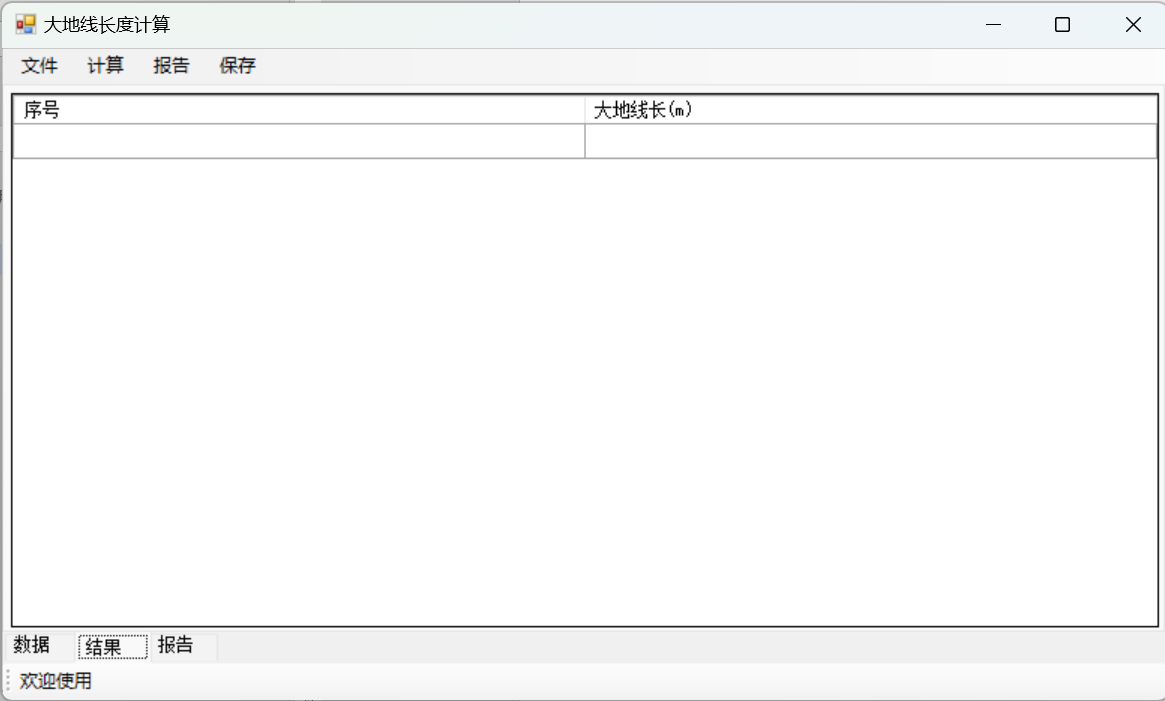 大地线长度计算
文件 计算 报告 保存
序号 大地线长(m)
数据 结果 报告
欢迎使用